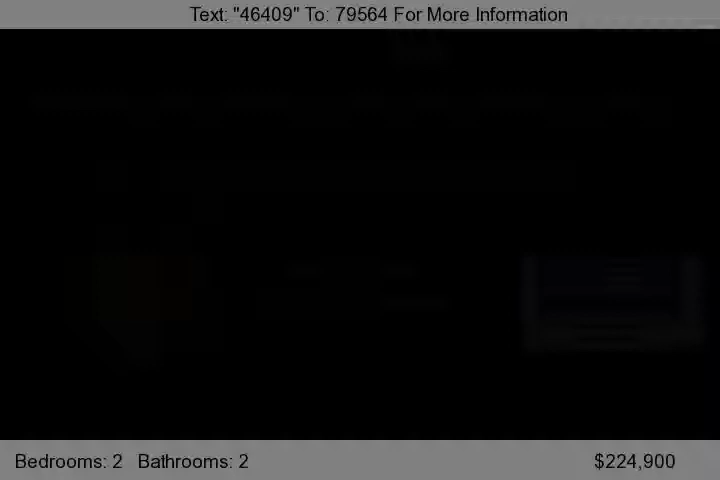 Text: "46409" To: 79564 For More Information
Bedrooms: 2 Bathrooms: 2 $224,900